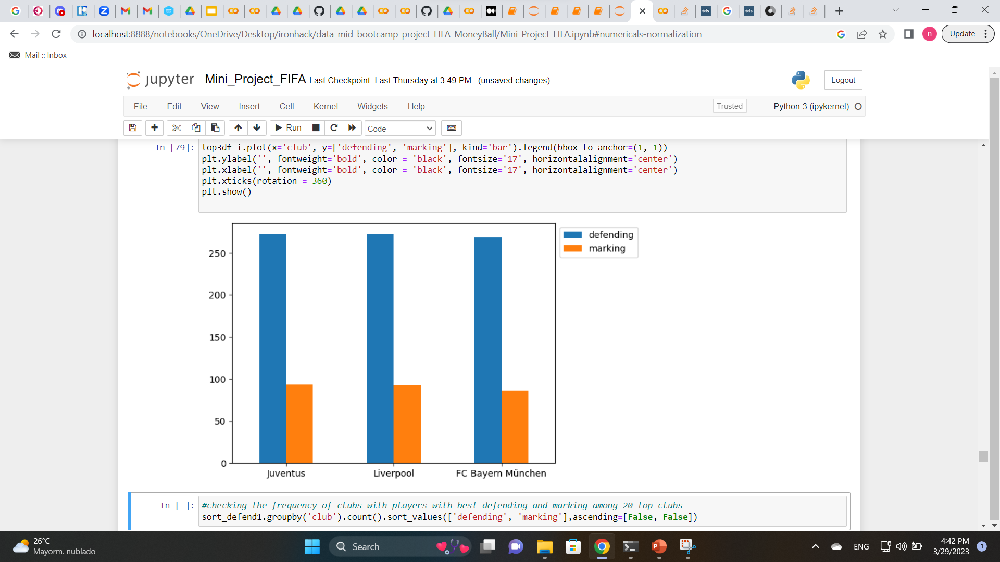 localhost:8888/notebooks/OneDrive/Desktop/ironhack/data_mid_bootcamp_project_FIFA_MoneyBall/Mini_Project_FIFA.ipynb#numericals-normalization
n
Update
Mail :: Inbox
jupyter Mini_Project_FIFA Last Checkpoint: Last Thursday at 3:49 PM (unsaved changes)
Logout
File Edit View Insert Cell Kernel Widgets Help
Trusted
Python 3 (ipykernel)
Run
Code
In [79]: top3df_i.plot(x='club', y=['defending', 'marking'], kind='bar').legend(bbox_to_anchor=(1, 1))
plt.ylabel('', fontweight='bold', color = 'black', fontsize='17', horizontalalignment='center')
plt.xlabel('', fontweight='bold', color = 'black', fontsize='17', horizontalalignment='center')
plt.xticks(rotation = 360)
plt.show()
defending
marking
250
200
150
100
50
0
Juventus Liverpool FC Bayern München
In [ ]: #checking the frequency of clubs with players with best defending and marking among 20 top clubs
sort_defend1.groupby('club').count().sort_values(['defending', 'marking'],ascending=[False, False])
26°C
Mayorm. nublado
Search
ENG
4:42 PM
3/29/2023
1